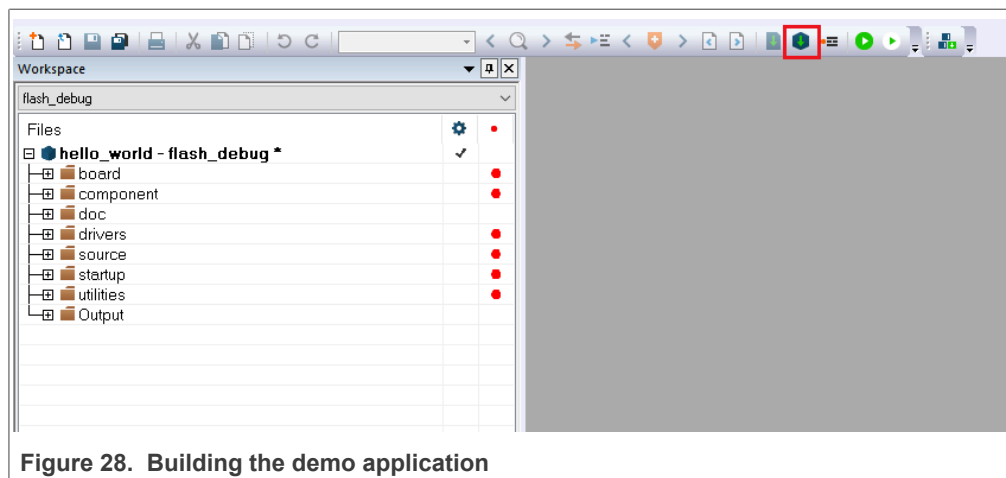 Workspace
flash_debug
Files
hello_world - flash_debug *
board
component
doc
drivers
source
startup
utilities
Output
Figure 28. Building the demo application